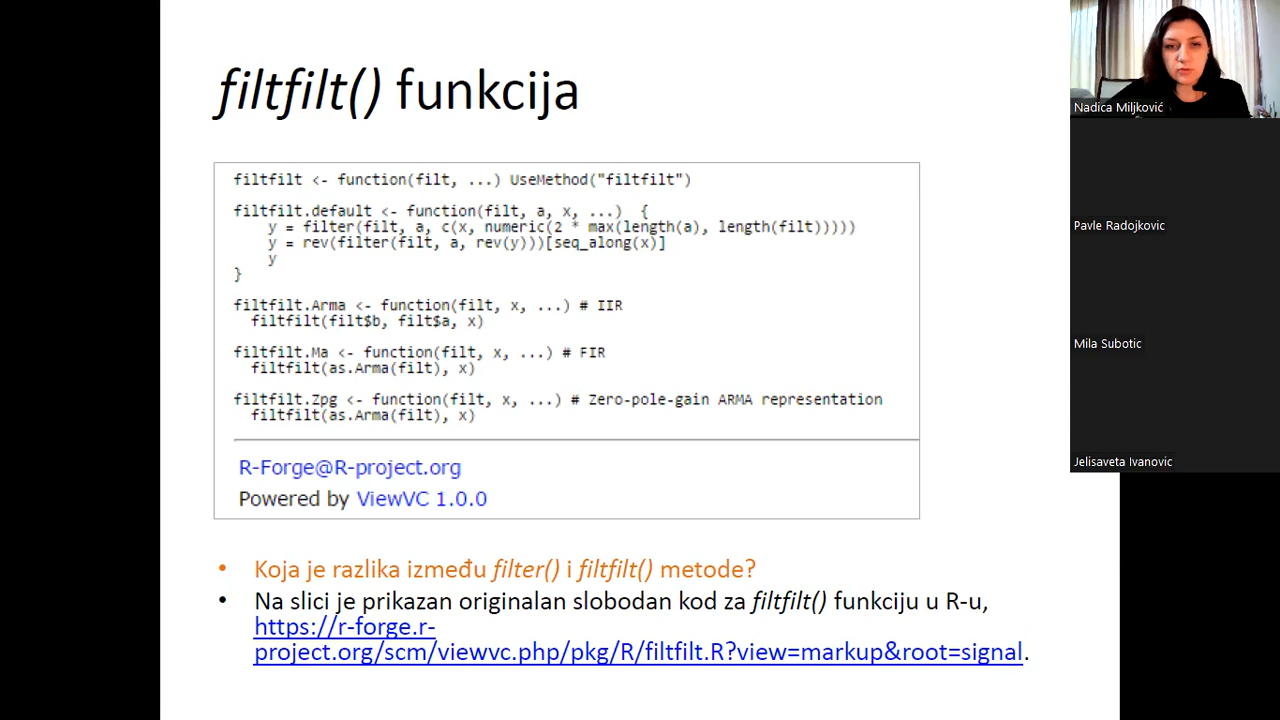 filtfilt() funkcija
filtfilt <- function(filt, ...) UseMethod("filtfilt")
filtfilt.default <- function(filt, a, x, ...)  {
    y = filter(filt, a, c(x, numeric(2 * max(length(a), length(filt)))))
    y = rev(filter(filt, a, rev(y)))[seq_along(x)]
    y
}
filtfilt.Arma <- function(filt, x, ...) # IIR
  filtfilt(filt$b, filt$a, x)
filtfilt.Ma <- function(filt, x, ...) # FIR
  filtfilt(as.Arma(filt), x)
filtfilt.Zpg <- function(filt, x, ...) # Zero-pole-gain ARMA representation
  filtfilt(as.Arma(filt), x)
R-Forge@R-project.org
Powered by ViewVC 1.0.0
• Koja je razlika između filter() i filtfilt() metode?
• Na slici je prikazan originalan slobodan kod za filtfilt() funkciju u R-u,
https://r-forge.r-
project.org/scm/viewvc.php/pkg/R/filtfilt.R?view=markup&root=signal.
Nadica Miljković
Pavle Radojkovic
Mila Subotic
Jelisaveta Ivanovic